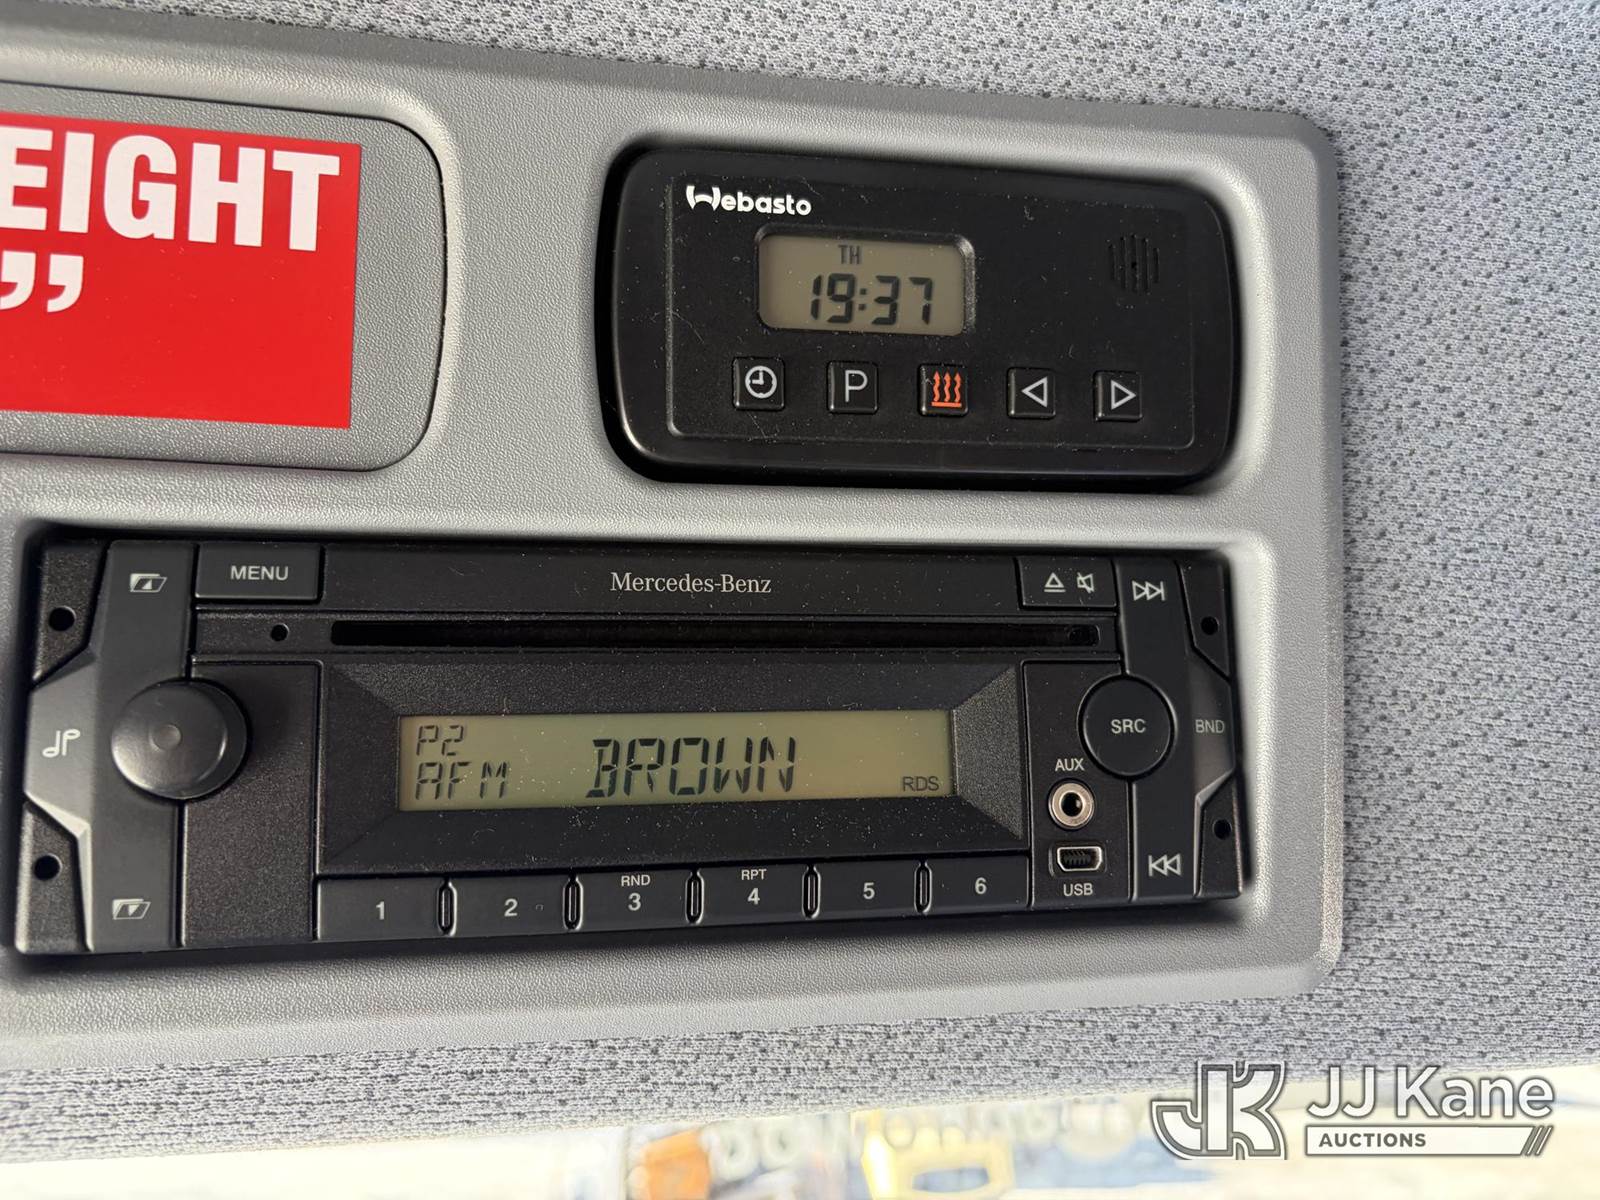 EIGHT
”
Webasto
TH
19:37
P
MENU
Mercedes-Benz
SRC
BND
P2
AFM
BROWN
RDS
AUX
USB
1
2
RND
3
RPT
4
5
6
JK
JJ Kane
AUCTIONS